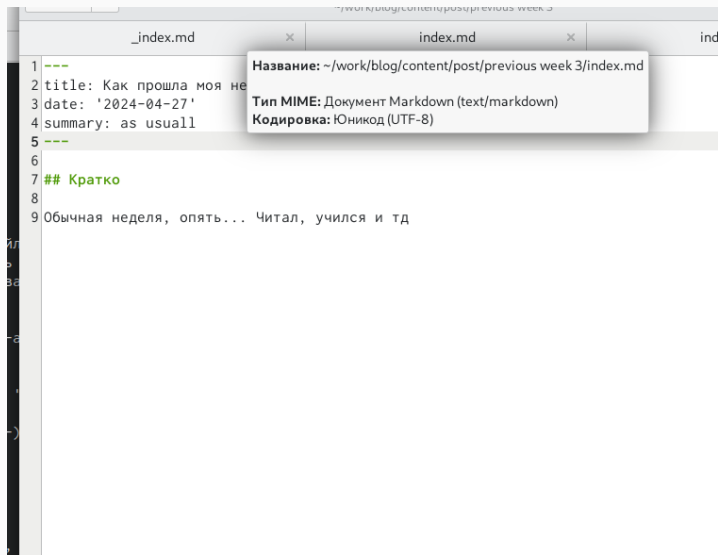 ~/work/blog/content/post/previous week 3
_index.md × index.md ×
1 ---
2 title: Как прошла моя
3 date: '2024-04-27'
4 summary: as usuall
5 ---
6
7 ## Кратко
8
9 Обычная неделя, опять... Читал, учился и тд
Название: ~/work/blog/content/post/previous week 3/index.md
Тип MIME: Документ Markdown (text/markdown)
Кодировка: Юникод (UTF-8)